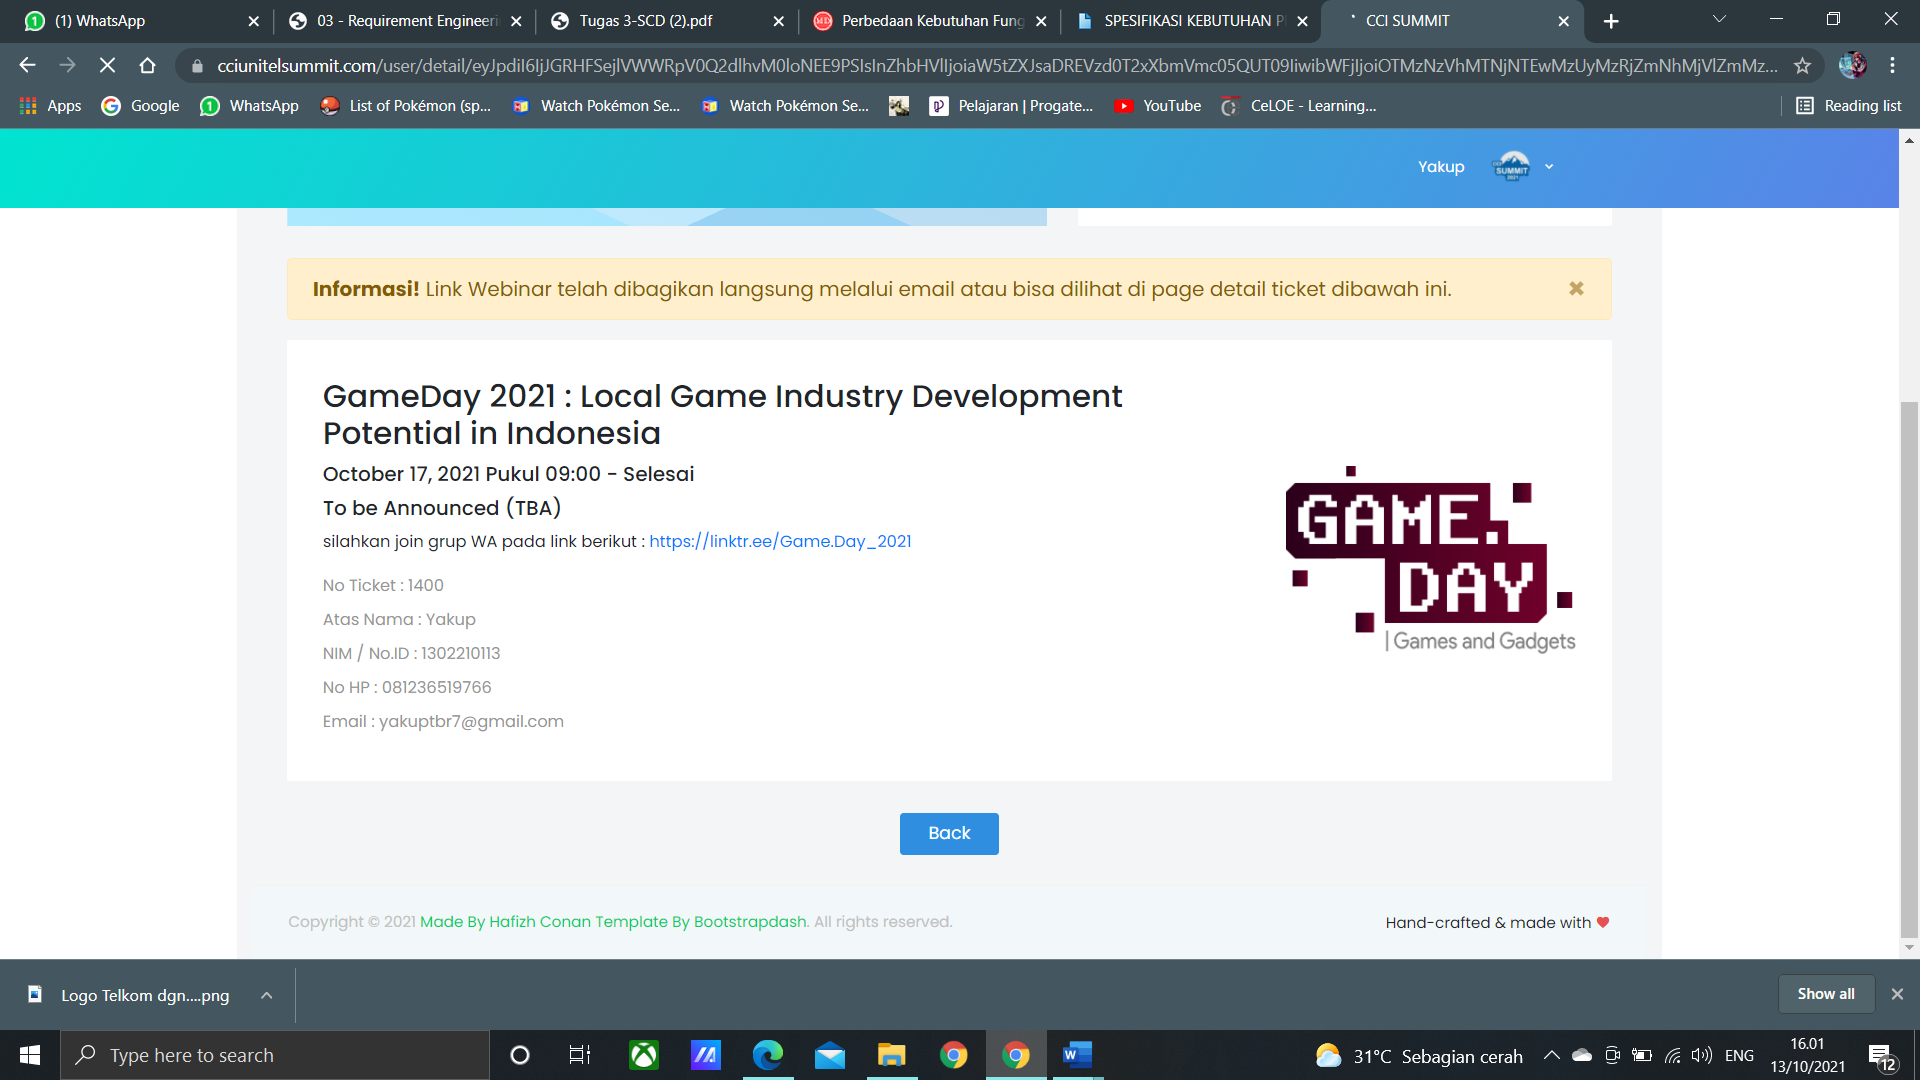 (1) WhatsApp
03 - Requirement Engineeri
Tugas 3-SCD (2).pdf
Perbedaan Kebutuhan Fung
SPESIFIKASI KEBUTUHAN P
CCI SUMMIT
Apps
Google
WhatsApp
List of Pokémon (sp...
Watch Pokémon Se...
Watch Pokémon Se...
Pelajaran | Progate...
YouTube
CeLOE - Learning...
Reading list
Yakup
SUMMIT
Informasi! Link Webinar telah dibagikan langsung melalui email atau bisa dilihat di page detail ticket dibawah ini.
GameDay 2021 : Local Game Industry Development
Potential in Indonesia
October 17, 2021 Pukul 09:00 - Selesai
To be Announced (TBA)
silahkan join grup WA pada link berikut : https://linktr.ee/Game.Day_2021
No Ticket : 1400
Atas Nama : Yakup
NIM / No.ID : 1302210113
No HP : 081236519766
Email : yakuptbr7@gmail.com
GAME.
DAY
| Games and Gadgets
Back
Copyright © 2021 Made By Hafizh Conan Template By Bootstrapdash. All rights reserved.
Hand-crafted & made with
Logo Telkom dgn....png
Show all
Type here to search
31°C Sebagian cerah
ENG
16.01
13/10/2021
12